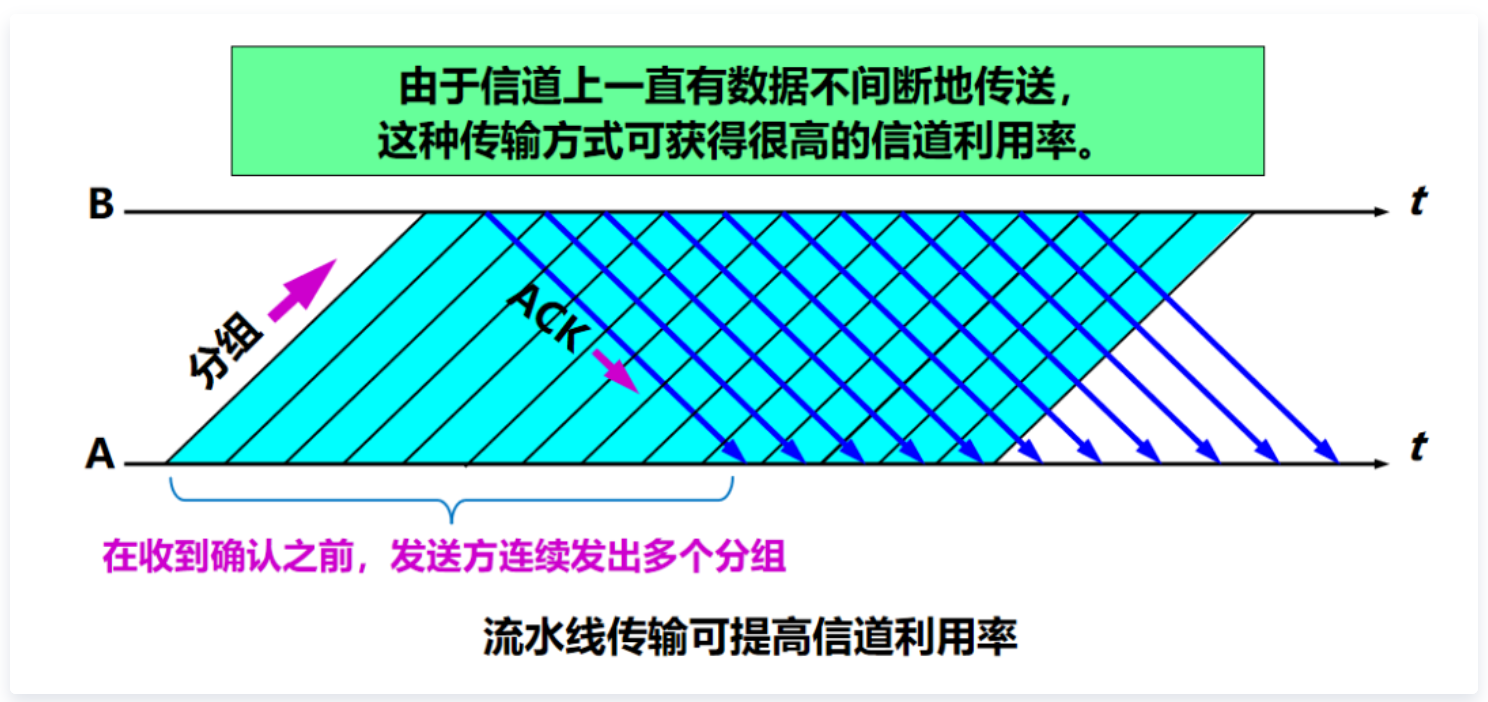 由于信道上一直有数据不间断地传送，
这种传输方式可获得很高的信道利用率。
B
t
分组
ACK
A
t
在收到确认之前，发送方连续发出多个分组
流水线传输可提高信道利用率